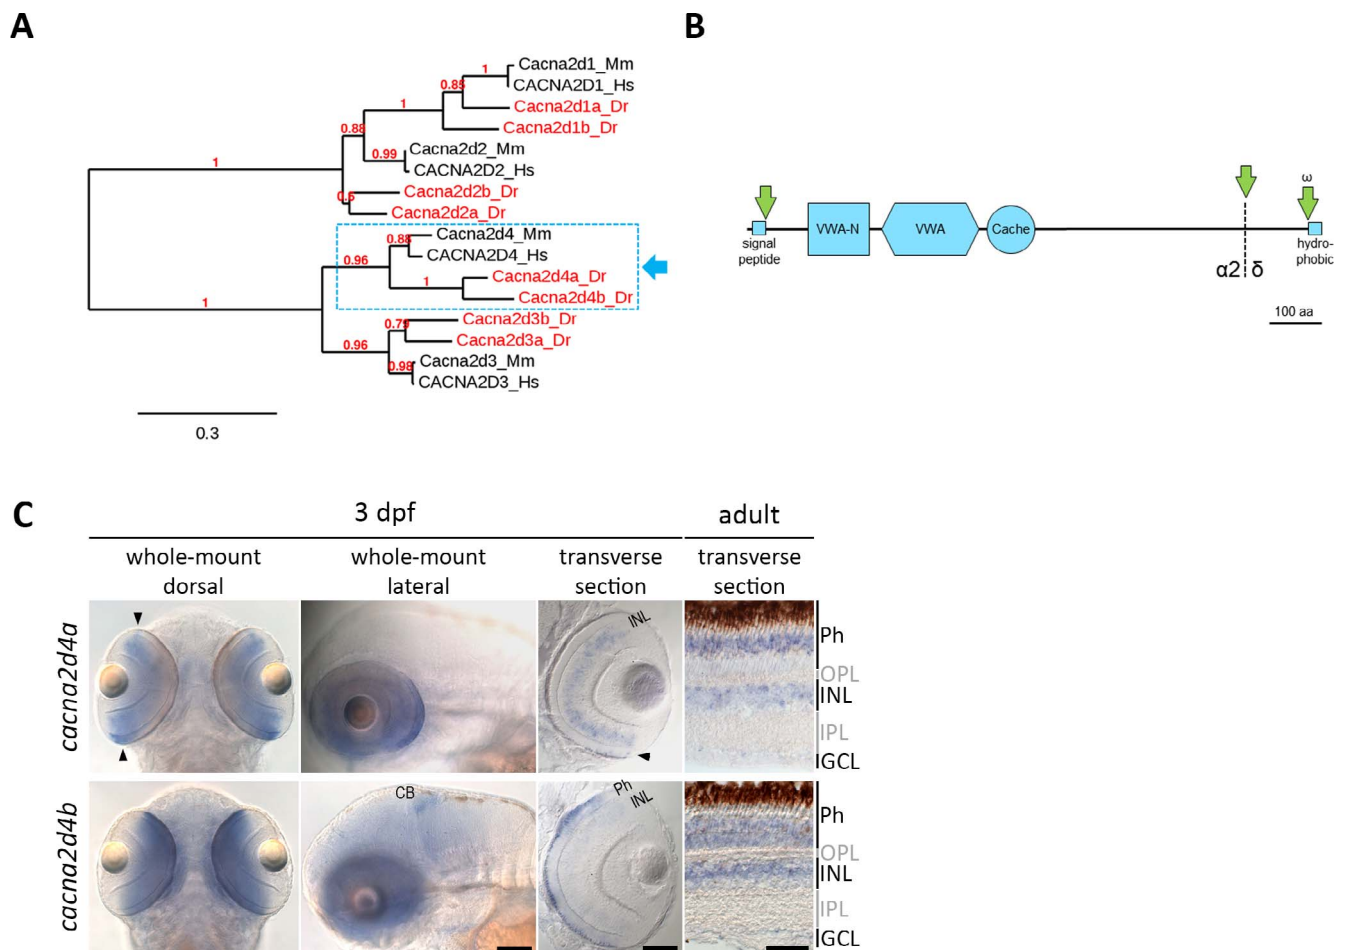 A
Cacna2d1_Mm
1
CACNA2D1_Hs
0.85
Cacna2d1a_Dr
1
Cacna2d1b_Dr
0.88
Cacna2d2_Mm
0.99
CACNA2D2_Hs
1
Cacna2d2b_Dr
0.5
Cacna2d2a_Dr
Cacna2d4_Mm
0.88
CACNA2D4_Hs
0.96
Cacna2d4a_Dr
1
Cacna2d4b_Dr
1
Cacna2d3b_Dr
0.79
Cacna2d3a_Dr
0.96
Cacna2d3_Mm
0.98
CACNA2D3_Hs
0.3
B
ω
VWA-N
VWA
Cache
signal
peptide
hydro-
phobic
α2 δ
100 aa
C
3 dpf
adult
whole-mount
dorsal
whole-mount
lateral
transverse
section
transverse
section
cacna2d4a
INL
Ph
OPL
INL
IPL
GCL
cacna2d4b
CB
Ph
INL
Ph
OPL
INL
IPL
GCL